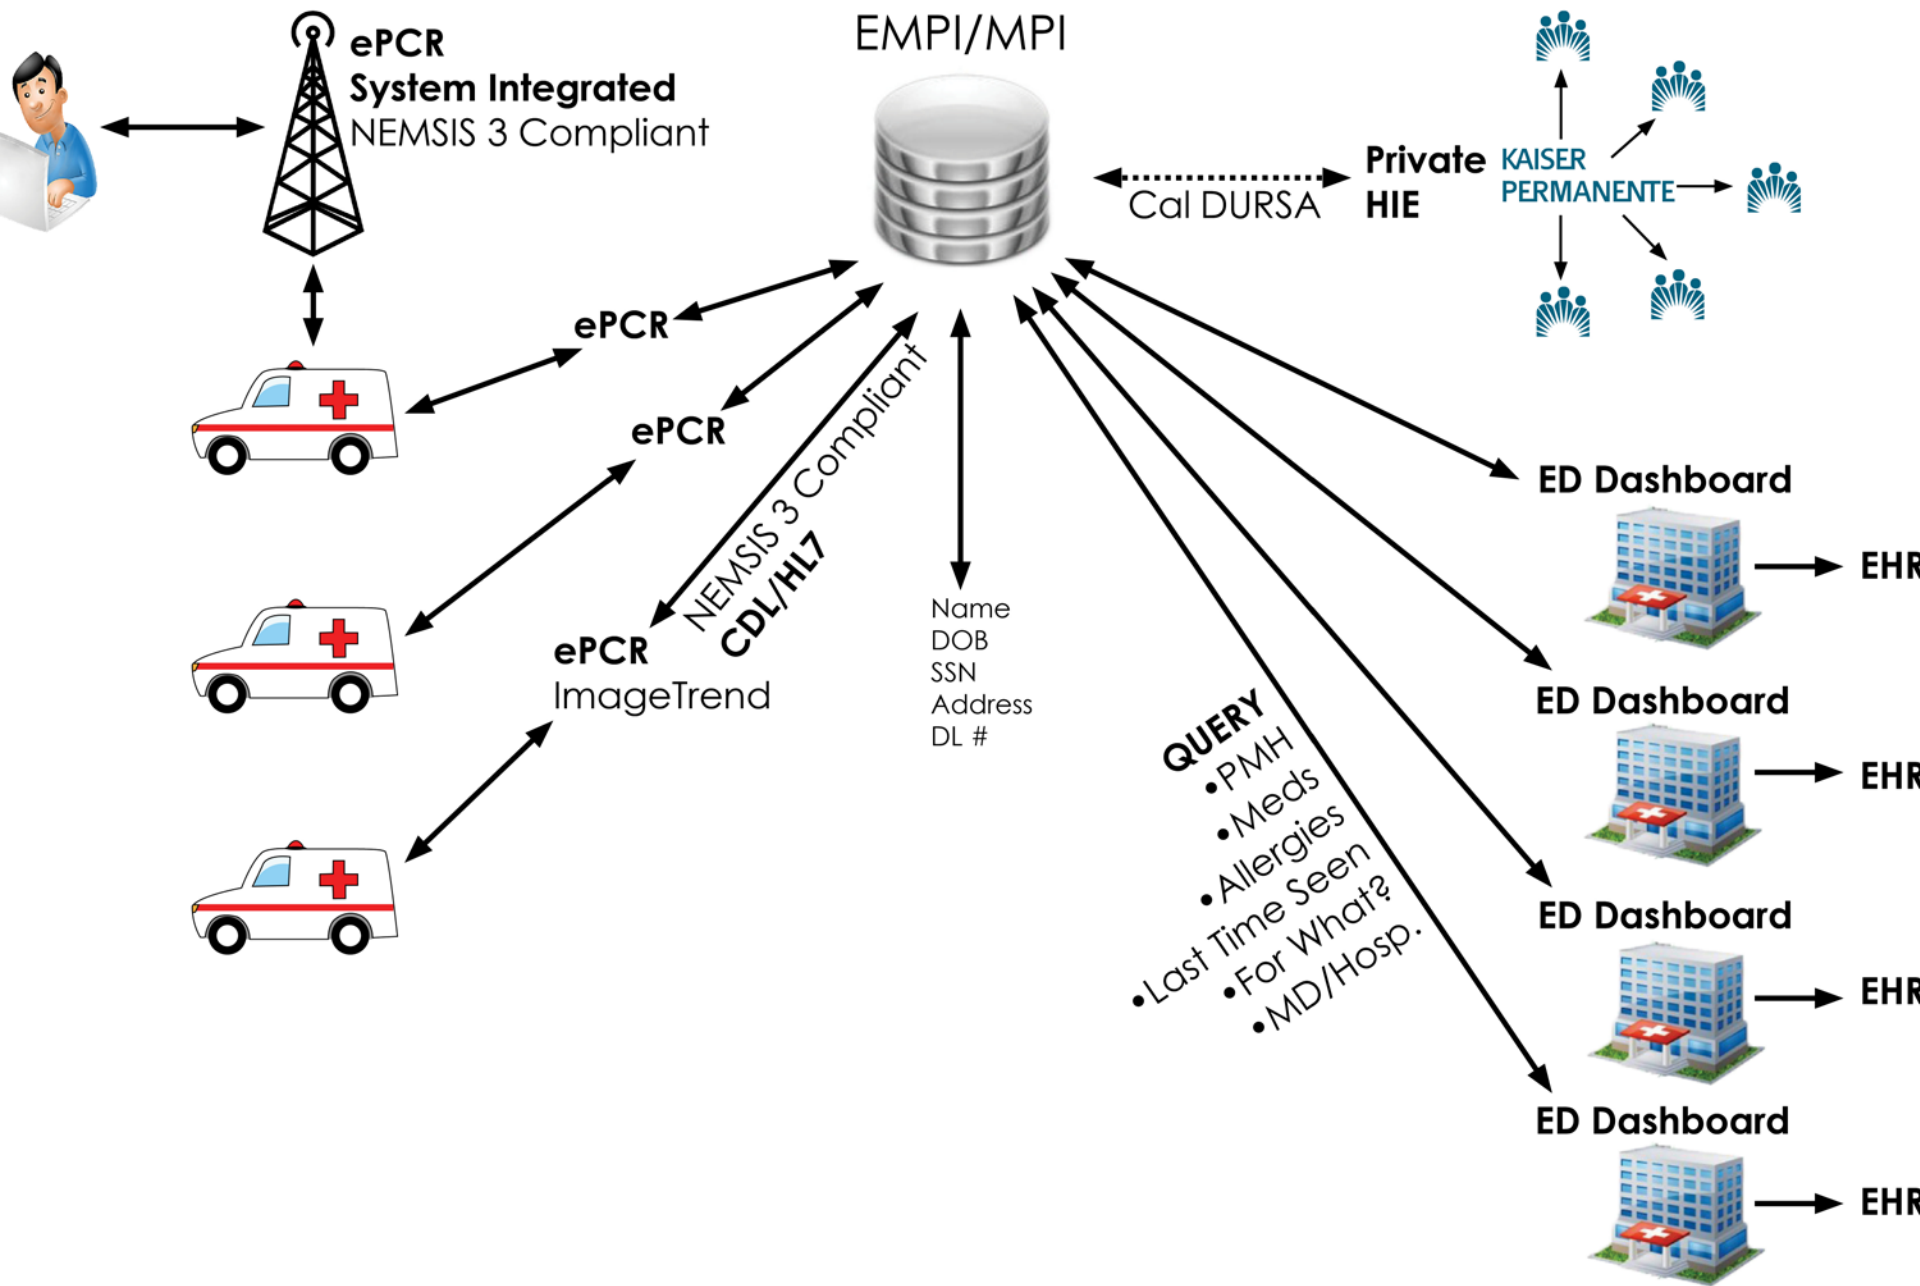 ePCR
System Integrated
NEMSIS 3 Compliant
EMPI/MPI
Cal DURSA
Private
HIE
KAISER
PERMANENTE
ePCR
ePCR
NEMSIS 3 Compliant
CDL/HL7
ePCR
ImageTrend
Name
DOB
SSN
Address
DL #
QUERY
•PMH
•Meds
•Allergies
•Last Time Seen
•For What?
•MD/Hosp.
ED Dashboard
EHR
ED Dashboard
EHR
ED Dashboard
EHR
ED Dashboard
EHR